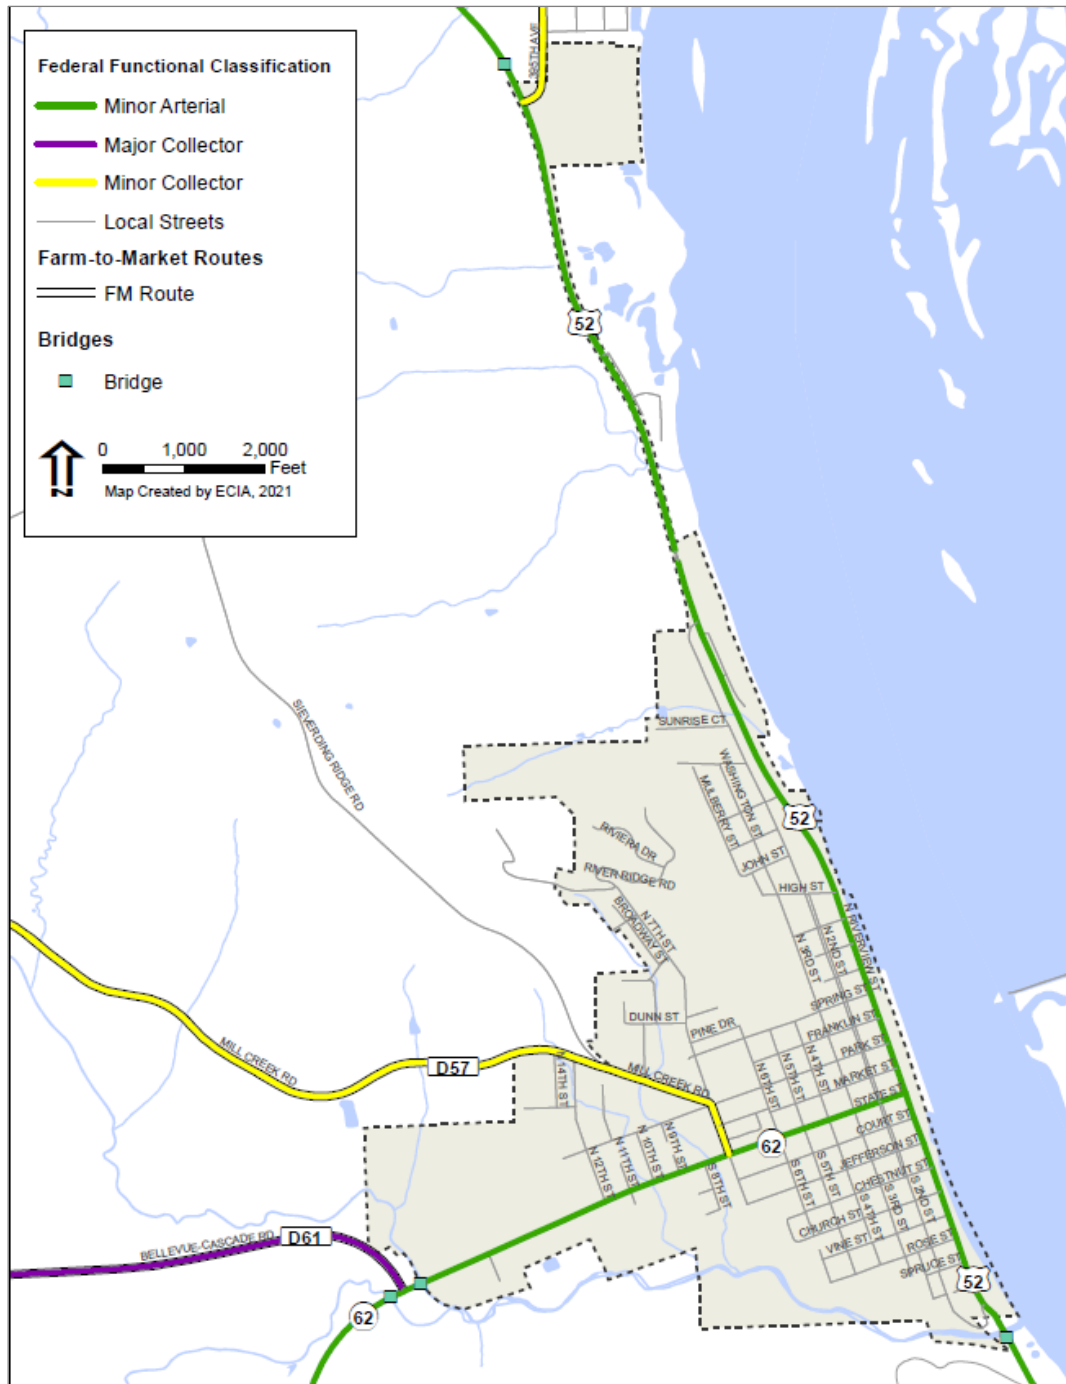 Federal Functional Classification
Minor Arterial
Major Collector
Minor Collector
Local Streets
Farm-to-Market Routes
FM Route
Bridges
Bridge
0 1,000 2,000
Feet
N
Map Created by ECIA, 2021
395TH AVE
52
SIEVERDING RIDGE RD
SUNRISE CT
WASHINGTON ST
MULBERRY ST
52
RIVIERA DR
JOHN ST
RIVER RIDGE RD
HIGH ST
N 7TH ST
BROADWAY ST
N RIVERVIEW ST
N 2ND ST
N 3RD ST
SPRING ST
DUNN ST
PINE DR
FRANKLIN ST
MILL CREEK RD
D57
N 14TH ST
MILL CREEK RD
N 6TH ST
N 5TH ST
N 4TH ST
PARK ST
MARKET ST
STATE ST
COURT ST
62
JEFFERSON ST
CHESTNUT ST
N 9TH ST
N 10TH ST
N 11TH ST
N 12TH ST
S 8TH ST
S 6TH ST
S 5TH ST
S 4TH ST
S 3RD ST
S 2ND ST
CHURCH ST
VINE ST
ROSE ST
SPRUCE ST
BELLEVUE-CASCADE RD
D61
52
62